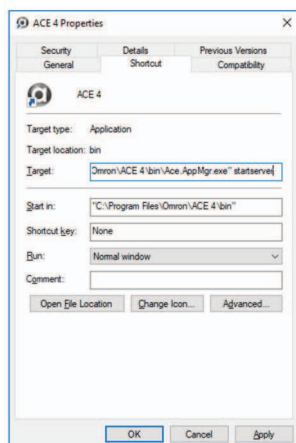 ACE 4 Properties
Security Details Previous Versions
General Shortcut Compatibility
ACE 4
Target type: Application
Target location: bin
Target: Omron\ACE 4\bin\Ace.AppMgr.exe" startserver
Start in: "C:\Program Files\Omron\ACE 4\bin"
Shortcut key: None
Run: Normal window
Comment:
Open File Location Change Icon... Advanced...
OK Cancel Apply